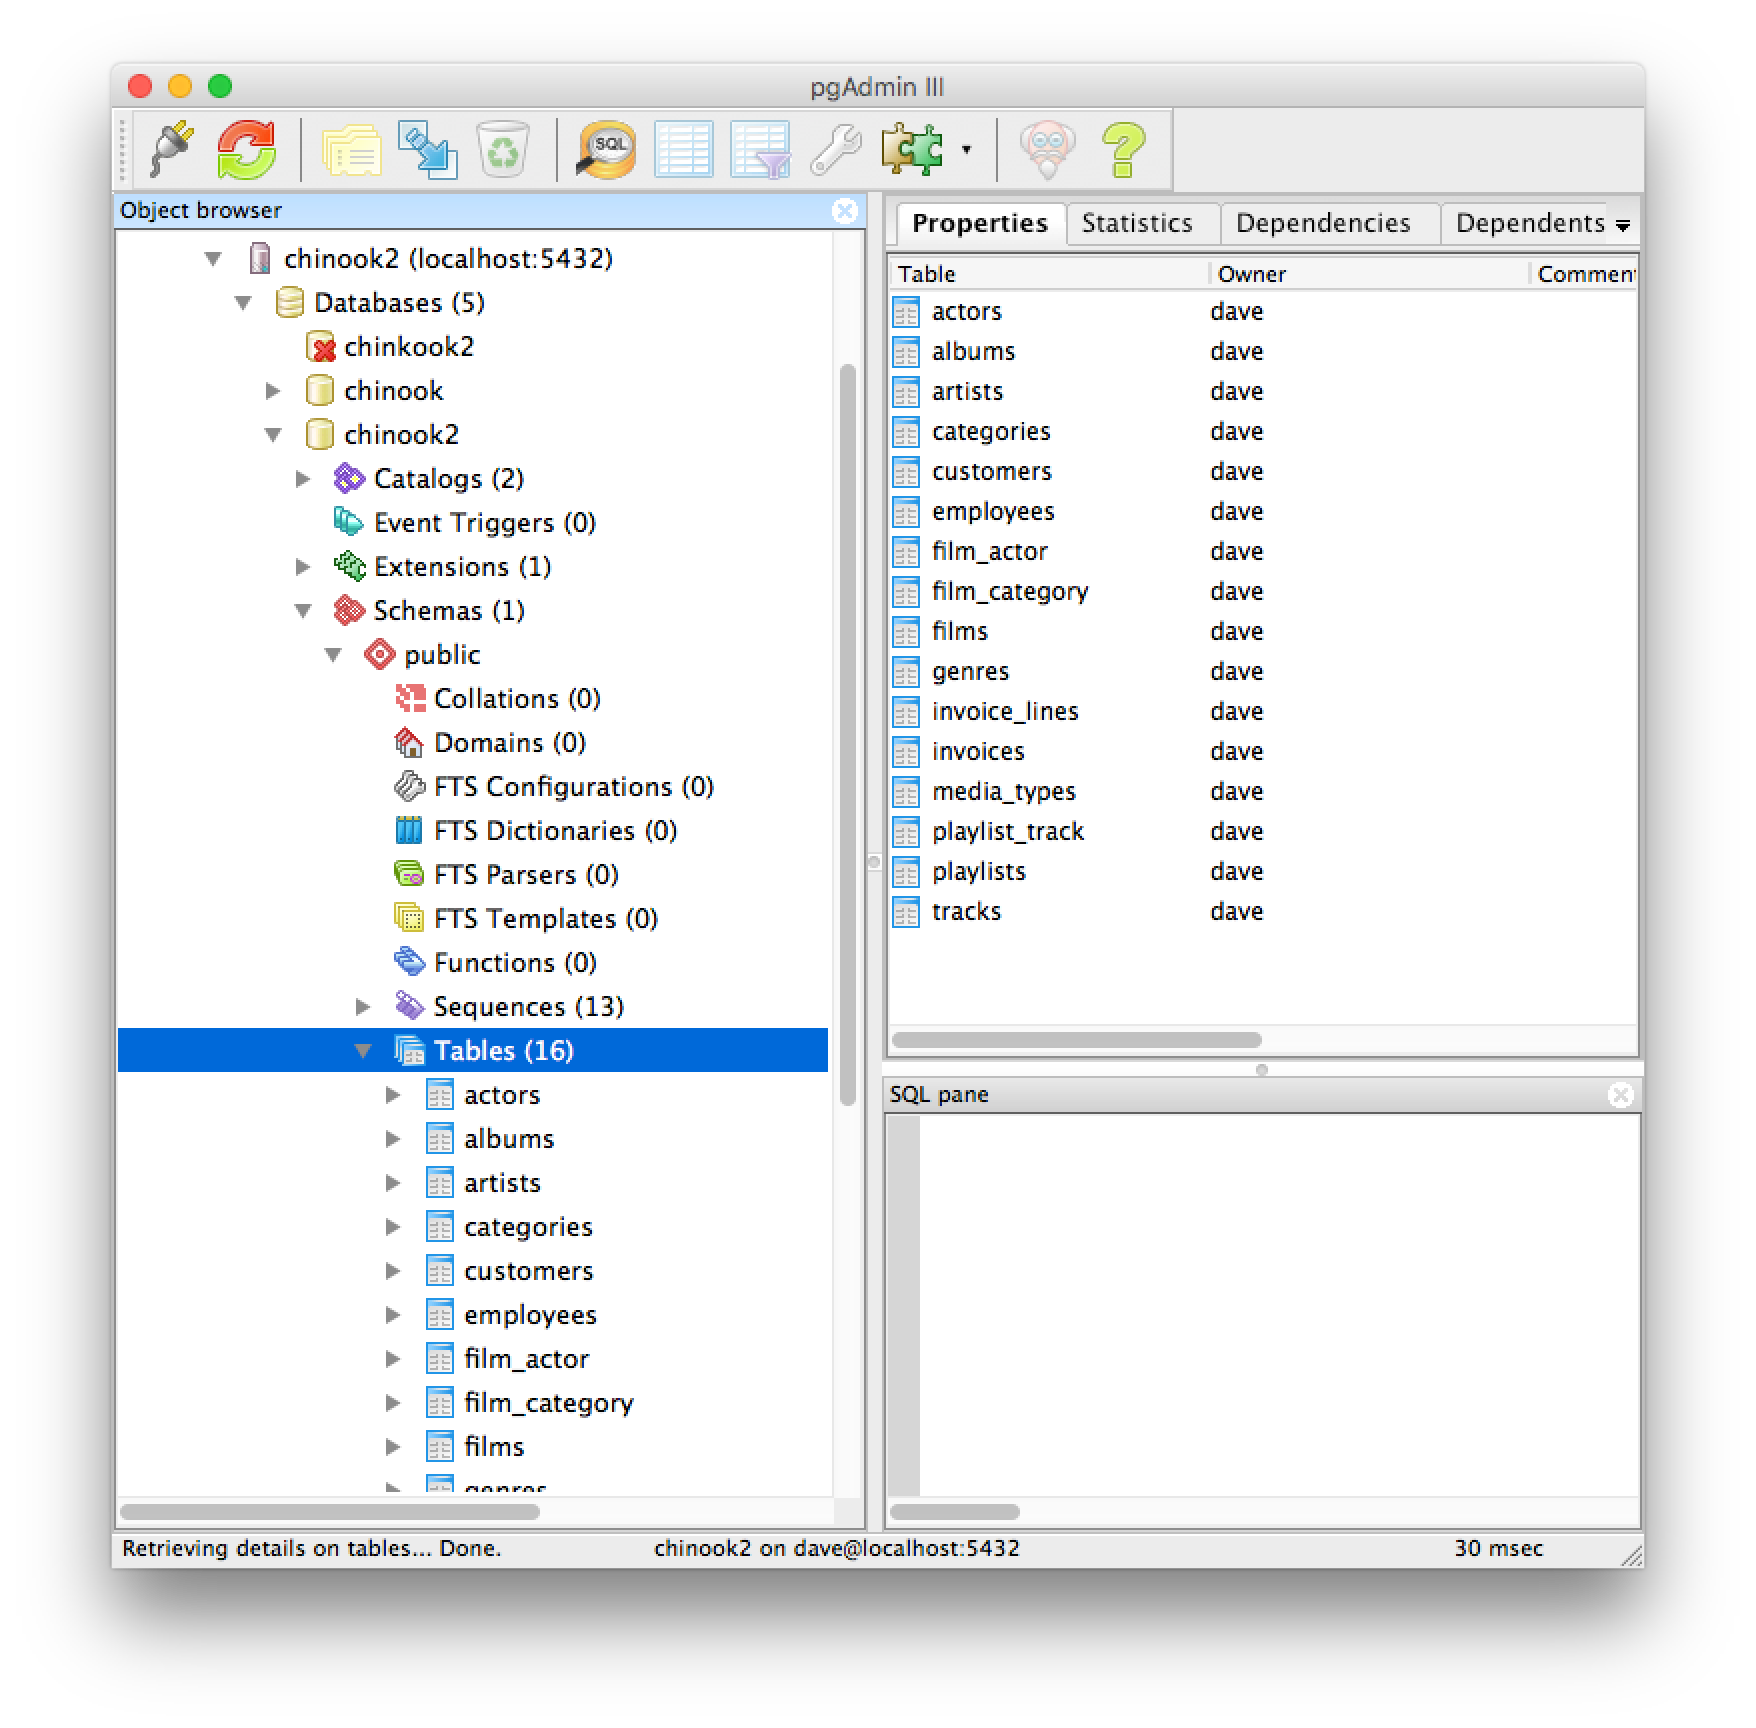 pgAdmin III
SQL
Object browser
chinook2 (localhost:5432)
Databases (5)
chinkook2
chinook
chinook2
Catalogs (2)
Event Triggers (0)
Extensions (1)
Schemas (1)
public
Collations (0)
Domains (0)
FTS Configurations (0)
FTS Dictionaries (0)
FTS Parsers (0)
FTS Templates (0)
Functions (0)
Sequences (13)
Tables (16)
actors
albums
artists
categories
customers
employees
film_actor
film_category
films
genres
Properties Statistics Dependencies Dependents
Table Owner Commen
actors dave
albums dave
artists dave
categories dave
customers dave
employees dave
film_actor dave
film_category dave
films dave
genres dave
invoice_lines dave
invoices dave
media_types dave
playlist_track dave
playlists dave
tracks dave
SQL pane
Retrieving details on tables... Done. chinook2 on dave@localhost:5432 30 msec